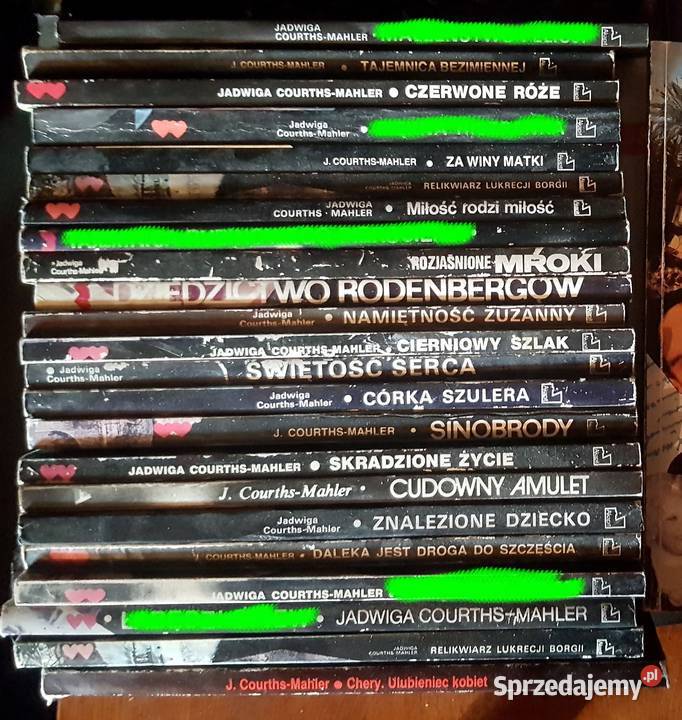 JADWIGA
COURTHS-MAHLER
J. COURTHS-MAHLER • TAJEMNICA BEZIMIENNEJ
JADWIGA COURTHS-MAHLER • CZERWONE RÓŻE
Jadwiga
Courths-Mahler •
J. COURTHS-MAHLER • ZA WINY MATKI
JADWIGA
COURTHS-MAHLER
RELIKWIARZ LUKRECJI BORGII
JADWIGA
COURTHS - MAHLER • Miłość rodzi miłość
Jadwiga
Courths-Mahler
ROZJAŚNIONE MROKI
DZIEDZICTWO RODENBERGÓW
Jadwiga
Courths-Mahler • NAMIĘTNOŚĆ ZUZANNY
JADWIGA COURTHS-MAHLER • CIERNIOWY SZLAK
• Jadwiga
Courths-Mahler
ŚWIĘTOŚĆ SERCA
Jadwiga
Courths-Mahler • CÓRKA SZULERA
J. COURTHS-MAHLER • SINOBRODY
JADWIGA COURTHS-MAHLER • SKRADZIONE ŻYCIE
J. Courths-Mahler • CUDOWNY AMULET
Jadwiga
Courths-Mahler • ZNALEZIONE DZIECKO
J. COURTHS-MAHLER • DALEKA JEST DROGA DO SZCZĘŚCIA
JADWIGA COURTHS-MAHLER
• JADWIGA COURTHS-MAHLER
JADWIGA
COURTHS MAHLER
RELIKWIARZ LUKRECJI BORGII
J. Courths-Mahler • Chery. Ulubieniec kobiet
Sprzedajemy.pl